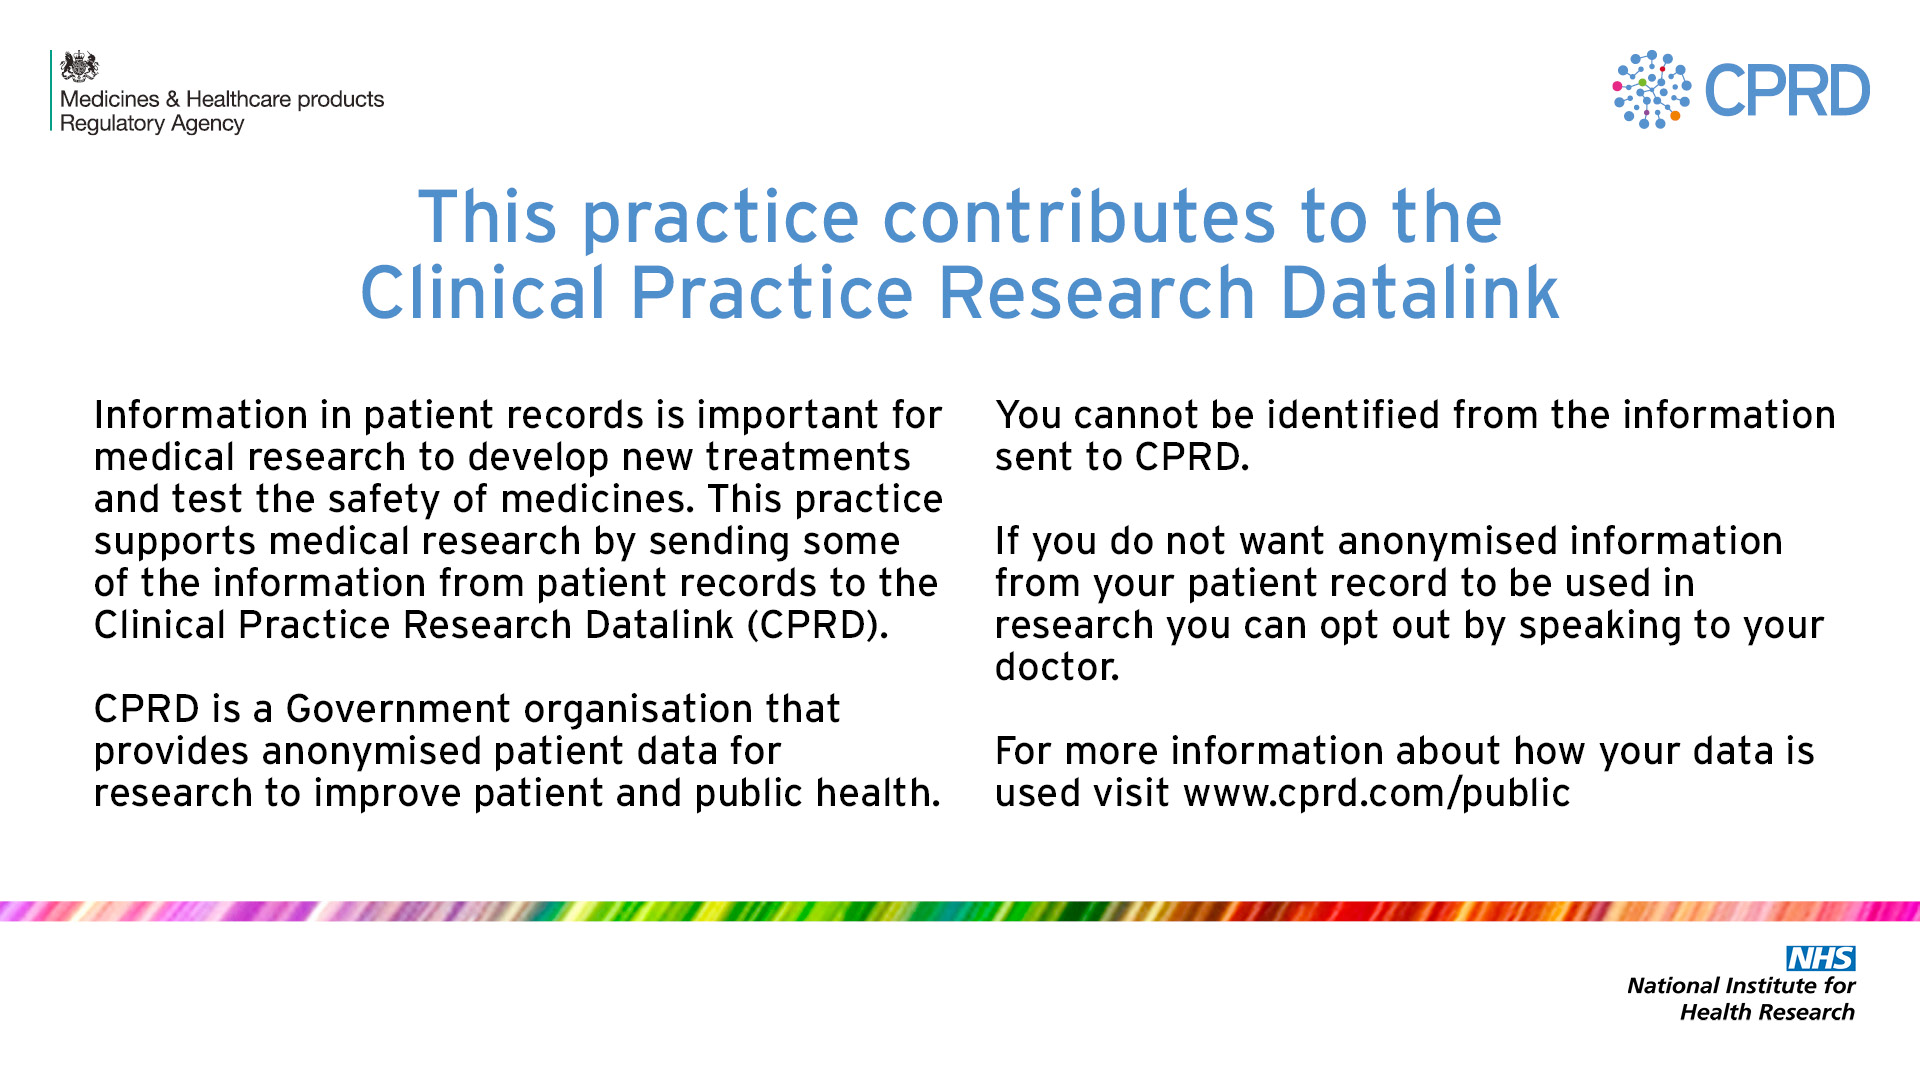 Medicines & Healthcare products
Regulatory Agency
CPRD
This practice contributes to the
Clinical Practice Research Datalink
Information in patient records is important for
medical research to develop new treatments
and test the safety of medicines. This practice
supports medical research by sending some
of the information from patient records to the
Clinical Practice Research Datalink (CPRD).
CPRD is a Government organisation that
provides anonymised patient data for
research to improve patient and public health.
You cannot be identified from the information
sent to CPRD.
If you do not want anonymised information
from your patient record to be used in
research you can opt out by speaking to your
doctor.
For more information about how your data is
used visit www.cprd.com/public
NHS
National Institute for
Health Research